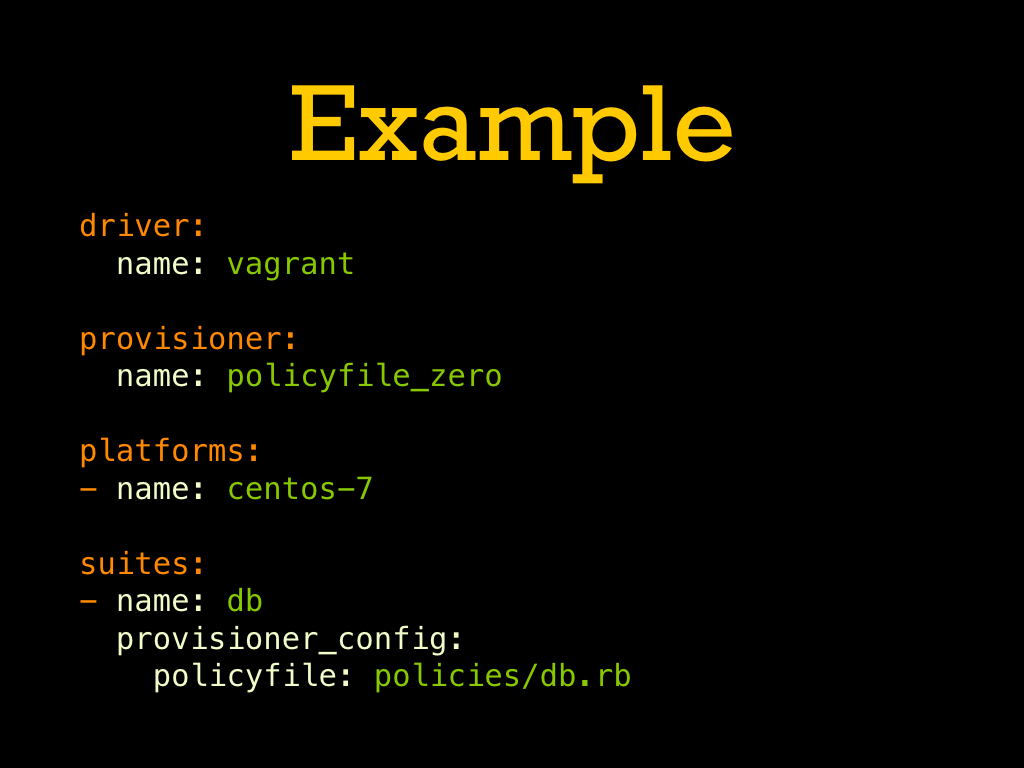 Example
driver:
  name: vagrant
provisioner:
  name: policyfile_zero
platforms:
- name: centos-7
suites:
- name: db
  provisioner_config:
    policyfile: policies/db.rb